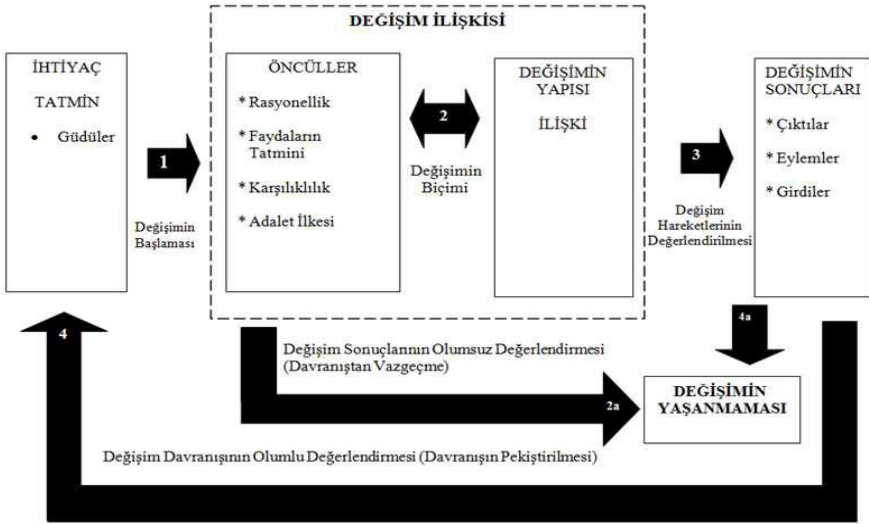 DEĞİŞİM İLİŞKİSİ
İHTİYAÇ
TATMİN
• Güdüler
1
Değişimin
Başlaması
ÖNCÜLLER
* Rasyonellik
* Faydaların
Tatmini
* Karşılıklılık
* Adalet İlkesi
2
Değişimin
Biçimi
DEĞİŞİMİN
YAPISI
İLİŞKİ
3
Değişim
Hareketlerinin
Değerlendirilmesi
DEĞİŞİMİN
SONUÇLARI
* Çıktılar
* Eylemler
* Girdiler
4
4a
Değişim Sonuçlarının Olumsuz Değerlendirmesi
(Davranıştan Vazgeçme)
2a
DEĞİŞİMİN
YAŞANMAMASI
Değişim Davranışının Olumlu Değerlendirmesi (Davranışın Pekiştirilmesi)